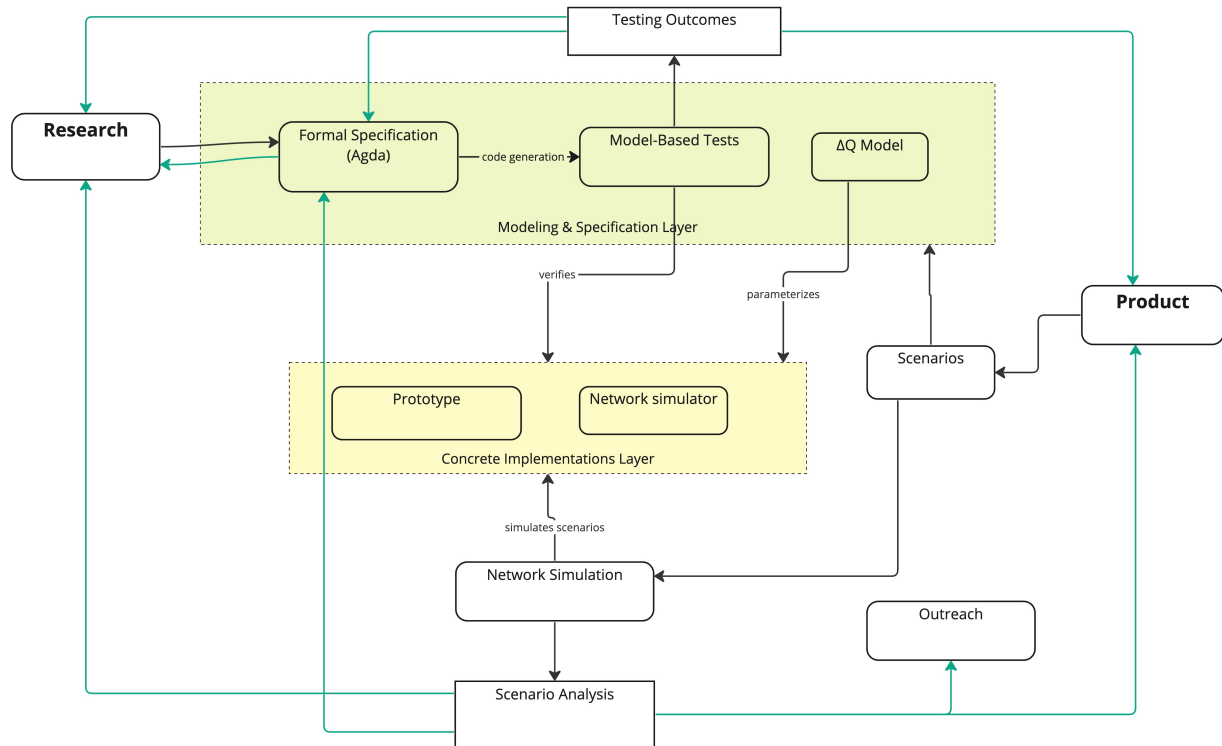 Testing Outcomes
Research
Formal Specification
(Agda)
code generation
Model-Based Tests
ΔQ Model
Modeling & Specification Layer
verifies
parameterizes
Product
Scenarios
Prototype
Network simulator
Concrete Implementations Layer
simulates scenarios
Network Simulation
Outreach
Scenario Analysis